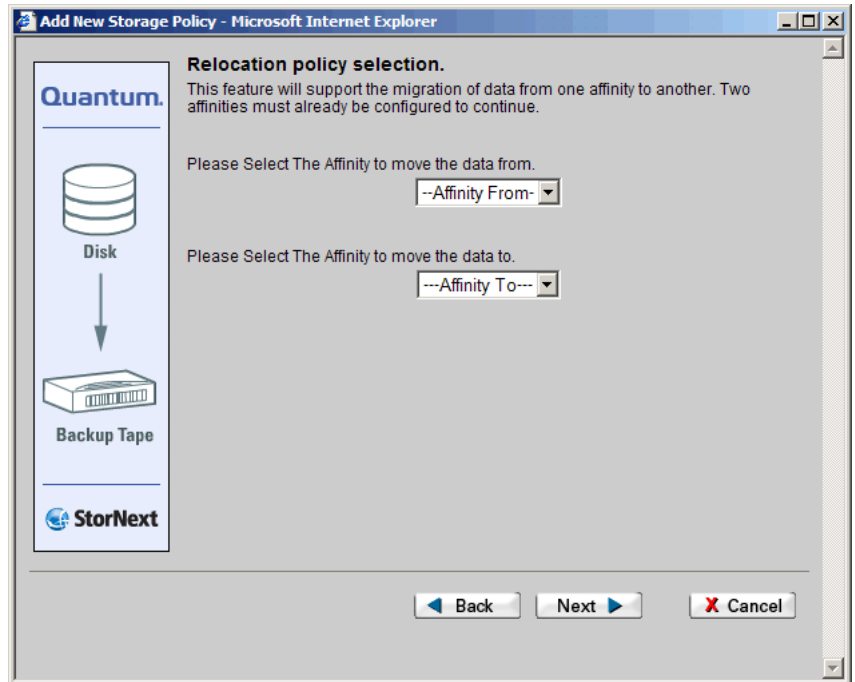 Add New Storage Policy - Microsoft Internet Explorer
Quantum.
Disk
Backup Tape
StorNext
Relocation policy selection.
This feature will support the migration of data from one affinity to another. Two
affinities must already be configured to continue.
Please Select The Affinity to move the data from.
--Affinity From-
Please Select The Affinity to move the data to.
---Affinity To---
Back
Next
X Cancel